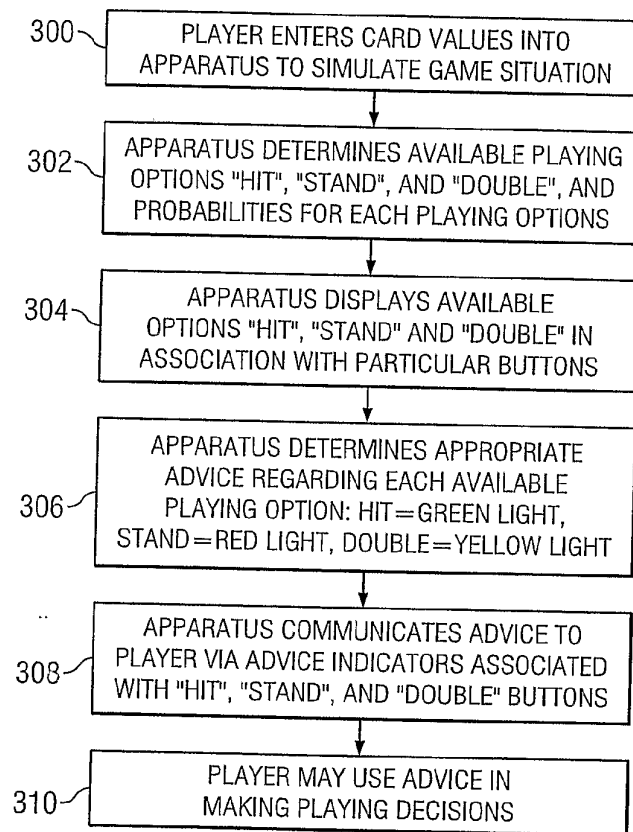 300
PLAYER ENTERS CARD VALUES INTO
APPARATUS TO SIMULATE GAME SITUATION
302
APPARATUS DETERMINES AVAILABLE PLAYING
OPTIONS "HIT", "STAND", AND "DOUBLE", AND
PROBABILITIES FOR EACH PLAYING OPTIONS
304
APPARATUS DISPLAYS AVAILABLE
OPTIONS "HIT", "STAND" AND "DOUBLE" IN
ASSOCIATION WITH PARTICULAR BUTTONS
306
APPARATUS DETERMINES APPROPRIATE
ADVICE REGARDING EACH AVAILABLE
PLAYING OPTION: HIT=GREEN LIGHT,
STAND=RED LIGHT, DOUBLE=YELLOW LIGHT
308
APPARATUS COMMUNICATES ADVICE TO
PLAYER VIA ADVICE INDICATORS ASSOCIATED
WITH "HIT", "STAND", AND "DOUBLE" BUTTONS
310
PLAYER MAY USE ADVICE IN
MAKING PLAYING DECISIONS